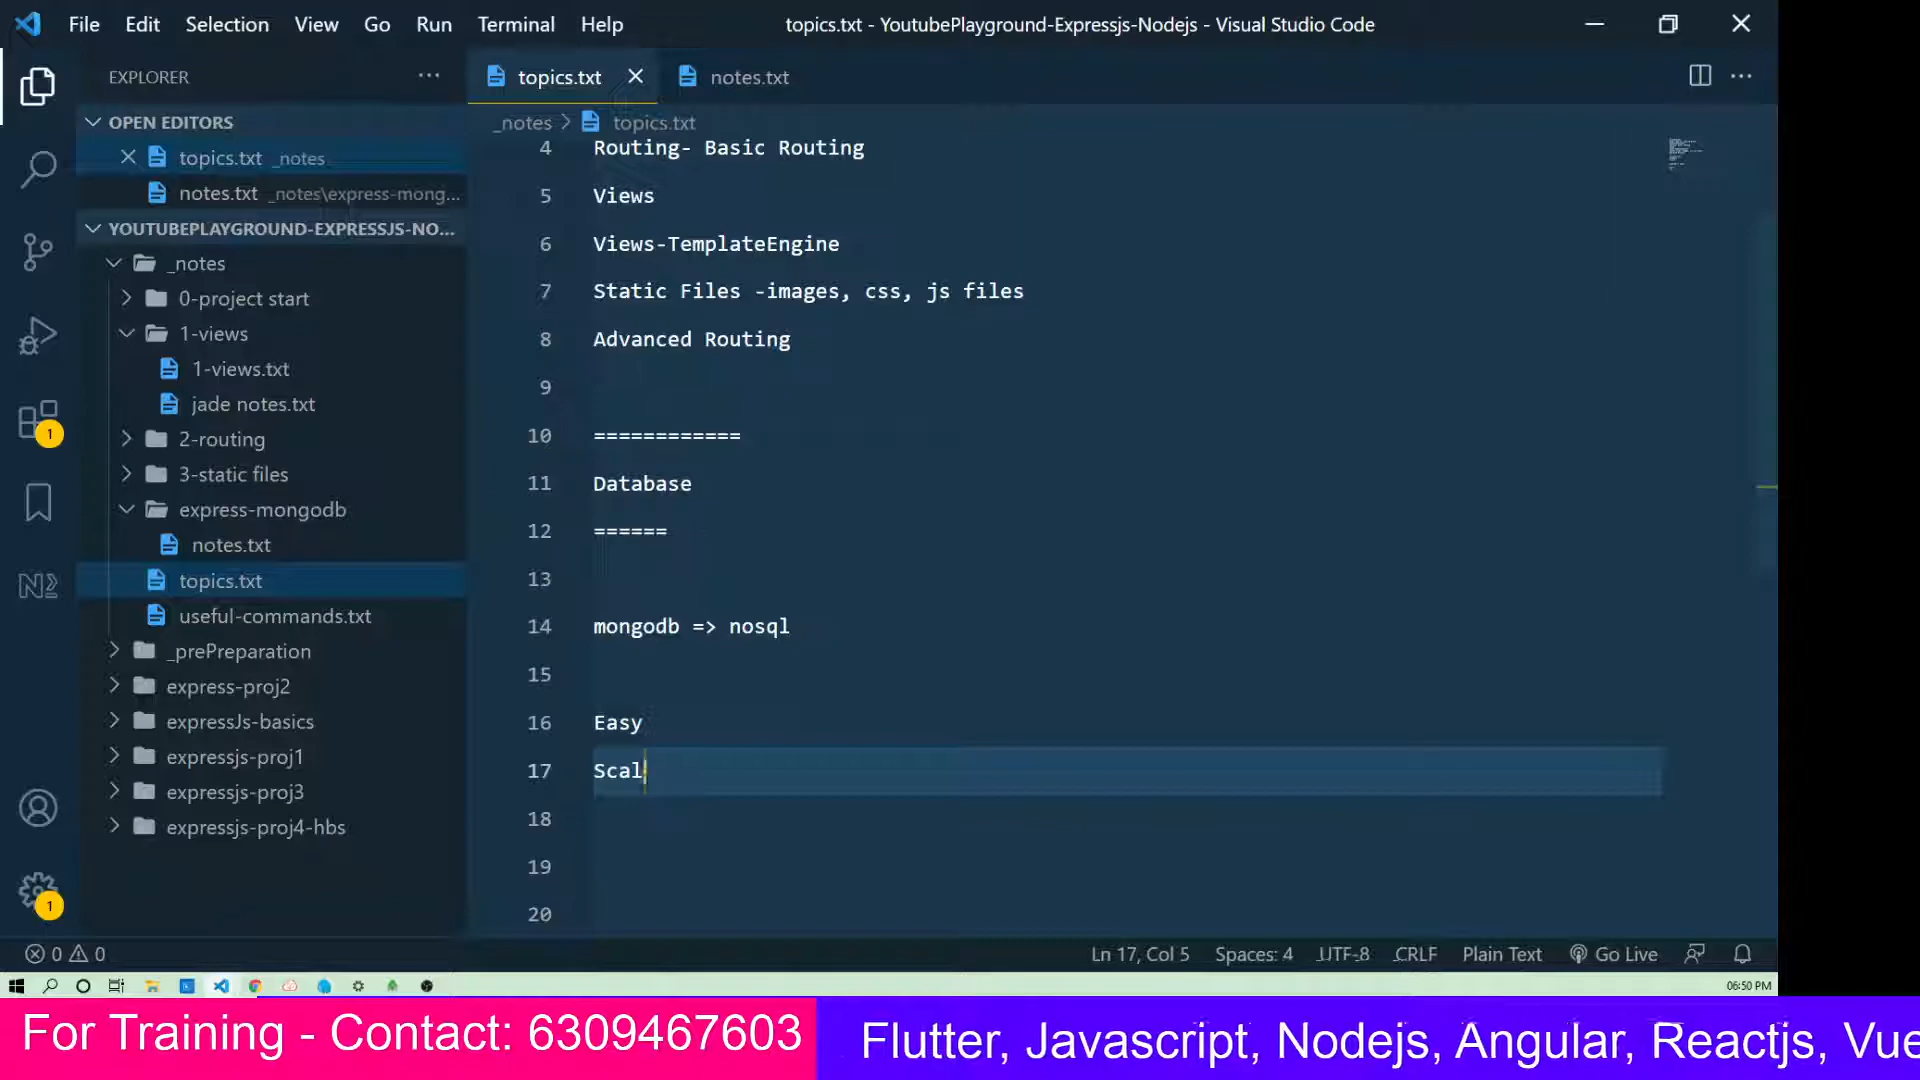 File Edit Selection View Go Run Terminal Help topics.txt - YoutubePlayground-Expressjs-Nodejs - Visual Studio Code
EXPLORER
OPEN EDITORS
topics.txt _notes
notes.txt _notes\express-mong...
YOUTUBEPLAYGROUND-EXPRESSJS-NO...
_notes
0-project start
1-views
1-views.txt
jade notes.txt
2-routing
3-static files
express-mongodb
notes.txt
topics.txt
useful-commands.txt
_prePreparation
express-proj2
expressJs-basics
expressjs-proj1
expressjs-proj3
expressjs-proj4-hbs
1
1
topics.txt notes.txt
_notes > topics.txt
4 Routing- Basic Routing
5 Views
6 Views-TemplateEngine
7 Static Files -images, css, js files
8 Advanced Routing
9
10 ============
11 Database
12 ======
13
14 mongodb => nosql
15
16 Easy
17 Scal
18
19
20
0 0 Ln 17, Col 5 Spaces: 4 UTF-8 CRLF Plain Text Go Live
06:50 PM
For Training - Contact: 6309467603
Flutter, Javascript, Nodejs, Angular, Reactjs, Vue